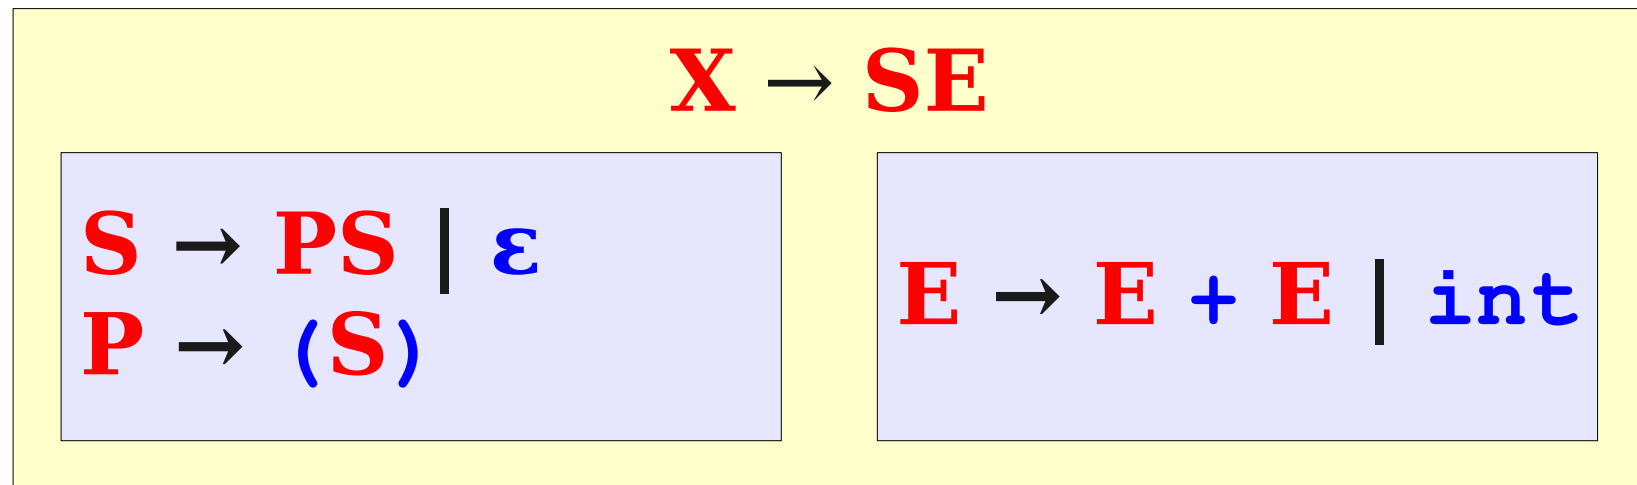 X → SE
S → PS | ε
P → (S)
E → E + E | int